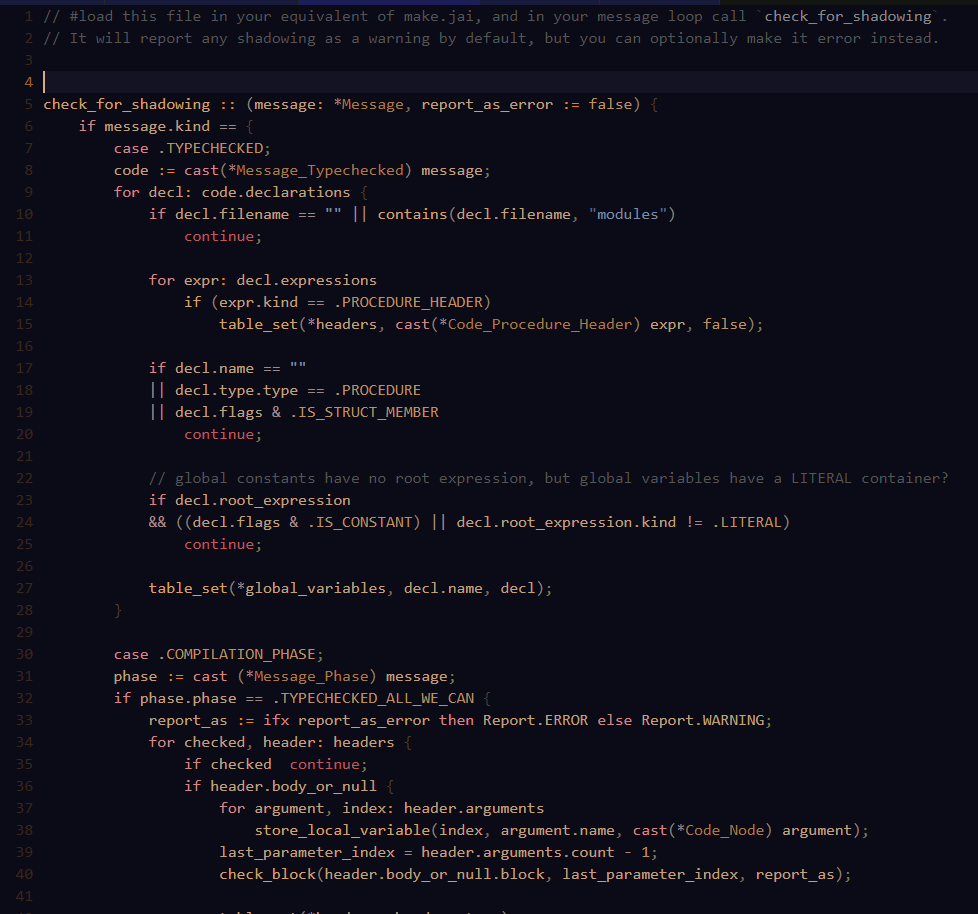 1 // #load this file in your equivalent of make.jai, and in your message loop call `check_for_shadowing`.
2 // It will report any shadowing as a warning by default, but you can optionally make it error instead.
3
4
5 check_for_shadowing :: (message: *Message, report_as_error := false) {
6     if message.kind == {
7         case .TYPECHECKED;
8         code := cast(*Message_Typechecked) message;
9         for decl: code.declarations {
10             if decl.filename == "" || contains(decl.filename, "modules")
11                 continue;
12
13             for expr: decl.expressions
14                 if (expr.kind == .PROCEDURE_HEADER)
15                     table_set(*headers, cast(*Code_Procedure_Header) expr, false);
16
17             if decl.name == ""
18             || decl.type.type == .PROCEDURE
19             || decl.flags & .IS_STRUCT_MEMBER
20                 continue;
21
22             // global constants have no root expression, but global variables have a LITERAL container?
23             if decl.root_expression
24             && ((decl.flags & .IS_CONSTANT) || decl.root_expression.kind != .LITERAL)
25                 continue;
26
27             table_set(*global_variables, decl.name, decl);
28         }
29
30         case .COMPILATION_PHASE;
31         phase := cast (*Message_Phase) message;
32         if phase.phase == .TYPECHECKED_ALL_WE_CAN {
33             report_as := ifx report_as_error then Report.ERROR else Report.WARNING;
34             for checked, header: headers {
35                 if checked  continue;
36                 if header.body_or_null {
37                     for argument, index: header.arguments
38                         store_local_variable(index, argument.name, cast(*Code_Node) argument);
39                     last_parameter_index = header.arguments.count - 1;
40                     check_block(header.body_or_null.block, last_parameter_index, report_as);
41